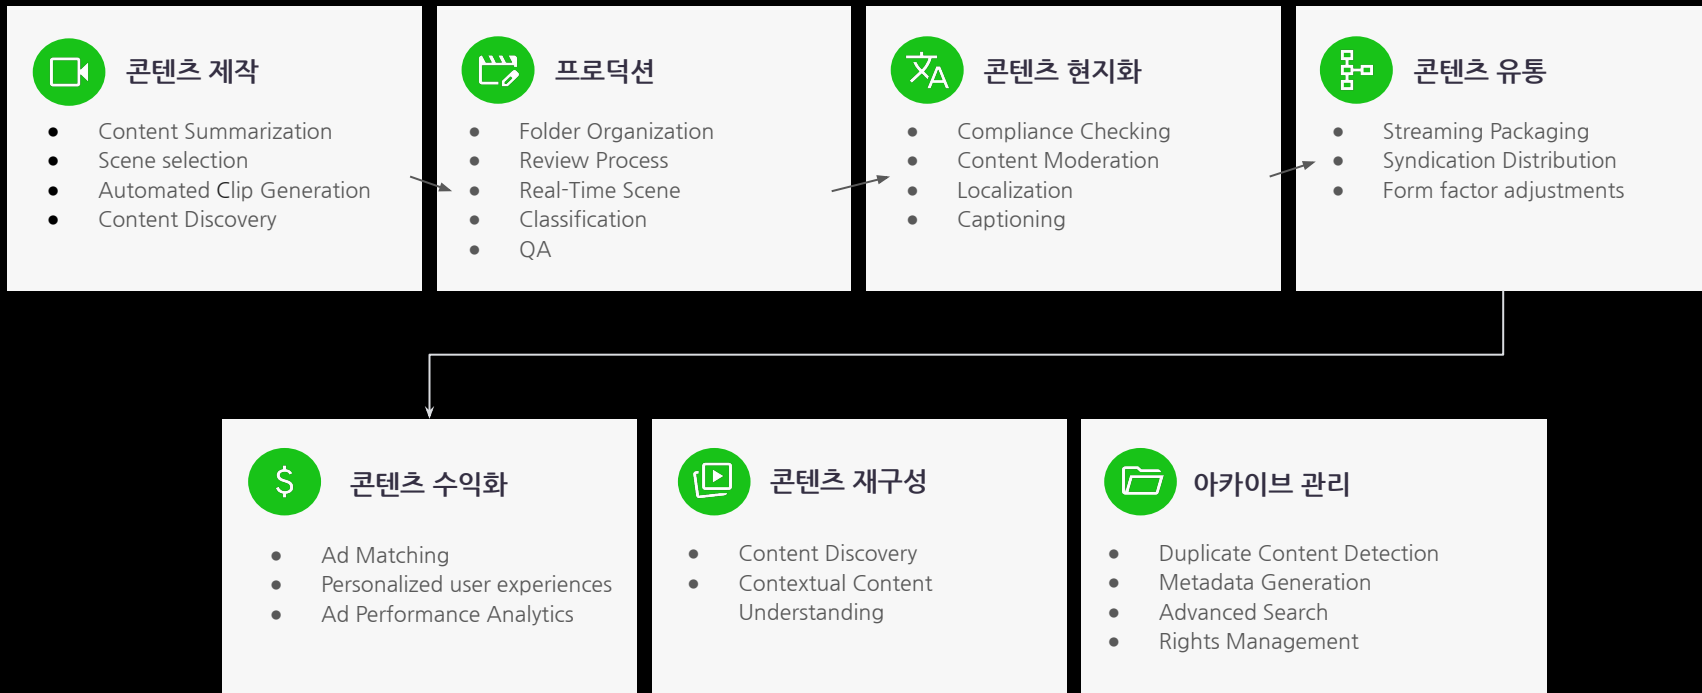 콘텐츠 제작
Content Summarization
Scene selection
Automated Clip Generation
Content Discovery
프로덕션
Folder Organization
Review Process
Real-Time Scene
Classification
QA
콘텐츠 현지화
Compliance Checking
Content Moderation
Localization
Captioning
콘텐츠 유통
Streaming Packaging
Syndication Distribution
Form factor adjustments
콘텐츠 수익화
Ad Matching
Personalized user experiences
Ad Performance Analytics
콘텐츠 재구성
Content Discovery
Contextual Content
Understanding
아카이브 관리
Duplicate Content Detection
Metadata Generation
Advanced Search
Rights Management